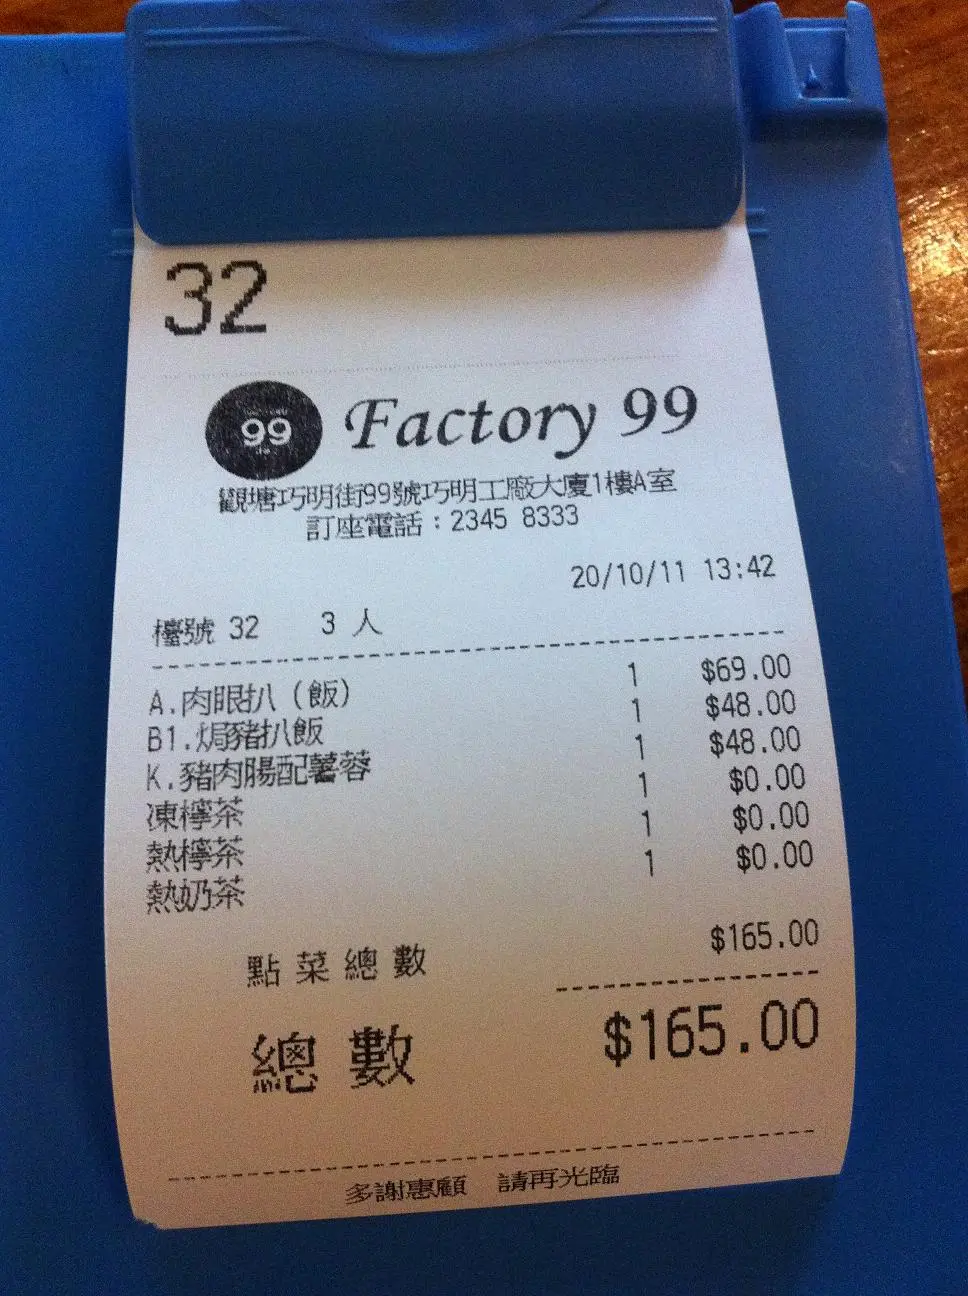 32
99 Factory 99
觀塘巧明街99號巧明工廠大廈1樓A室
訂座電話：2345 8333
20/10/11 13:42
檯號 32 3 人
A.肉眼扒（飯） 1 $69.00
B1.焗豬扒飯 1 $48.00
K.豬肉腸配薯蓉 1 $48.00
凍檸茶 1 $0.00
熱檸茶 1 $0.00
熱奶茶 1 $0.00
點菜總數 $165.00
總數 $165.00
多謝惠顧 請再光臨